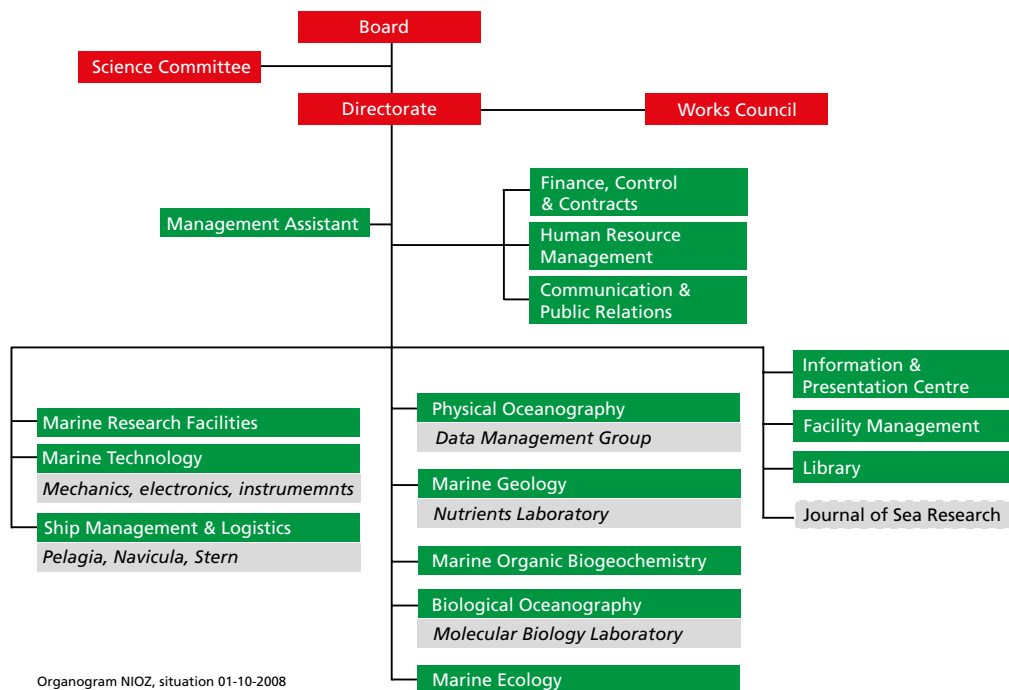 Board
Science Committee
Directorate
Works Council
Finance, Control
& Contracts
Management Assistant
Human Resource
Management
Communication &
Public Relations
Information &
Presentation Centre
Marine Research Facilities
Physical Oceanography
Facility Management
Data Management Group
Marine Technology
Library
Mechanics, electronics, instrumemnts
Marine Geology
Nutrients Laboratory
Journal of Sea Research
Ship Management & Logistics
Pelagia, Navicula, Stern
Marine Organic Biogeochemistry
Biological Oceanography
Molecular Biology Laboratory
Marine Ecology
Organogram NIOZ, situation 01-10-2008